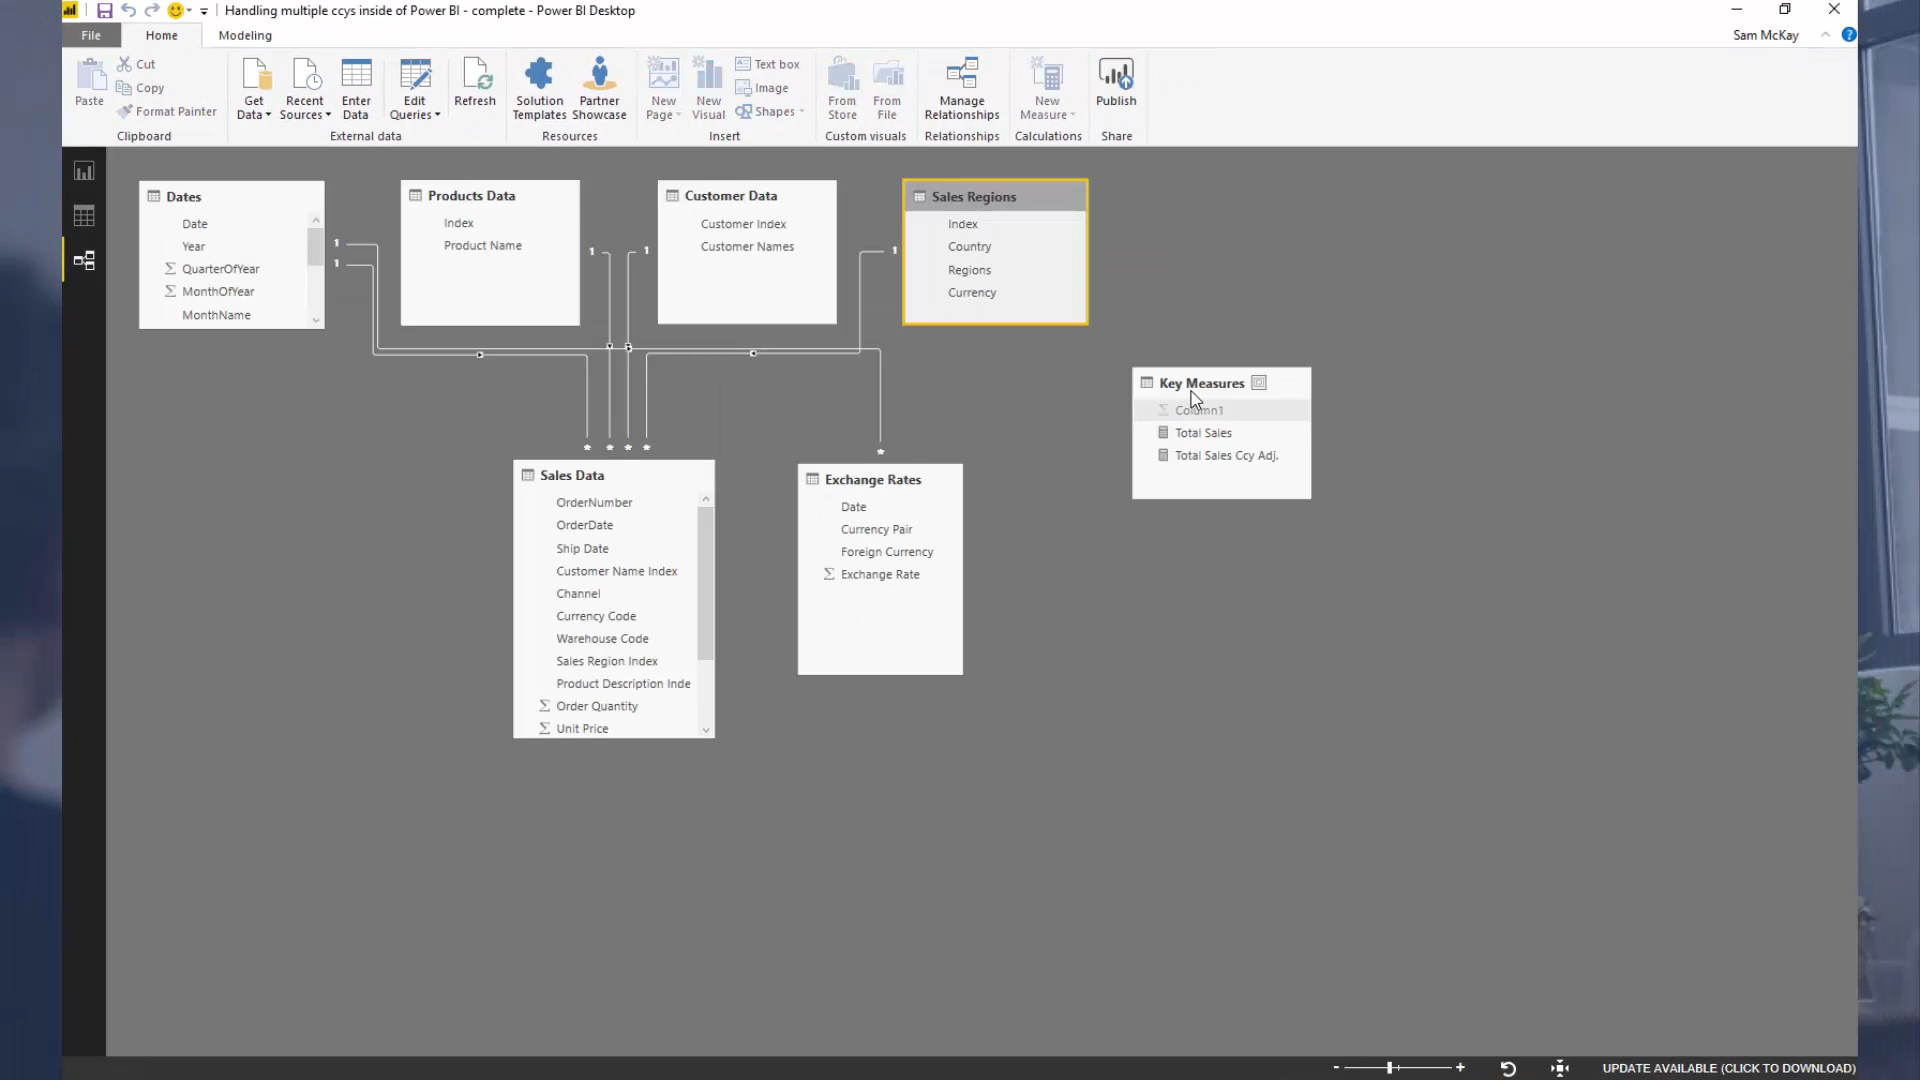 Handling multiple ccys inside of Power BI - complete - Power BI Desktop
File
Home
Modeling
Sam McKay
?
Paste
Cut
Copy
Format Painter
Clipboard
Get Data
Recent Sources
Enter Data
Edit Queries
Refresh
External data
Solution Templates
Partner Showcase
Resources
New Page
New Visual
Text box
Image
Shapes
Insert
From Store
From File
Custom visuals
Manage Relationships
Relationships
New Measure
Calculations
Publish
Share
Dates
Date
Year
QuarterOfYear
MonthOfYear
MonthName
1
1
Products Data
Index
Product Name
1
1
Customer Data
Customer Index
Customer Names
1
Sales Regions
Index
Country
Regions
Currency
Key Measures
Column1
Total Sales
Total Sales Ccy Adj.
* * * *
*
Sales Data
OrderNumber
OrderDate
Ship Date
Customer Name Index
Channel
Currency Code
Warehouse Code
Sales Region Index
Product Description Inde
Order Quantity
Unit Price
Exchange Rates
Date
Currency Pair
Foreign Currency
Exchange Rate
- +
UPDATE AVAILABLE (CLICK TO DOWNLOAD)